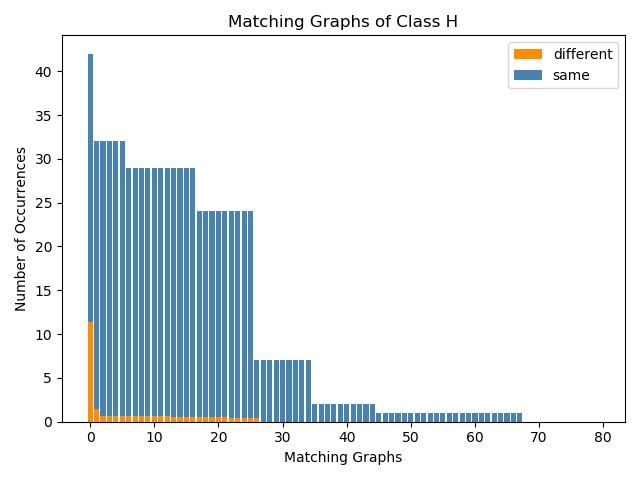 Matching Graphs of Class H
different
same
Number of Occurrences
40
35
30
25
20
15
10
5
0
0 10 20 30 40 50 60 70 80
Matching Graphs